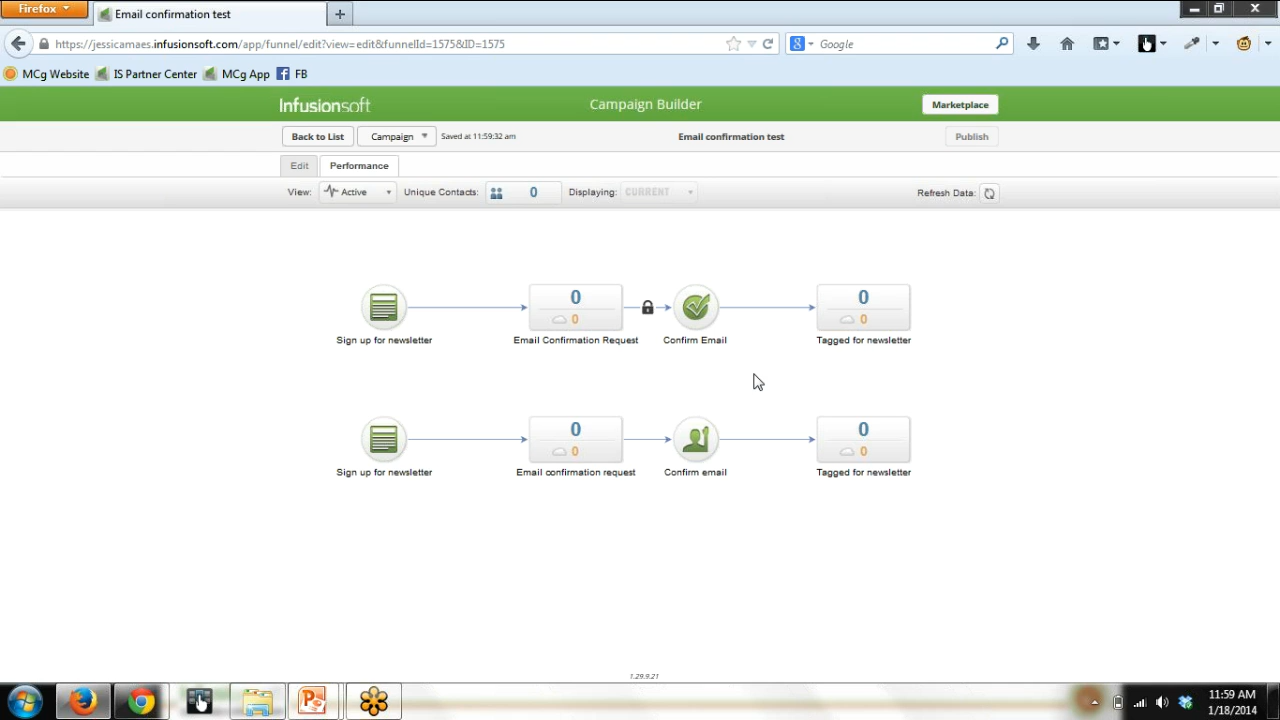 Firefox
Email confirmation test
https://jessicamaes.infusionsoft.com/app/funnel/edit?view=edit&funnelId=1575&ID=1575
Google
MCg Website
IS Partner Center
MCg App
FB
Infusionsoft
Campaign Builder
Marketplace
Back to List
Campaign
Saved at 11:59:32 am
Email confirmation test
Publish
Edit
Performance
View:
Active
Unique Contacts:
0
Displaying:
CURRENT
Refresh Data:
0
0
0
0
Sign up for newsletter
Email Confirmation Request
Confirm Email
Tagged for newsletter
0
0
0
0
Sign up for newsletter
Email confirmation request
Confirm email
Tagged for newsletter
1.29.9.21
11:59 AM
1/18/2014